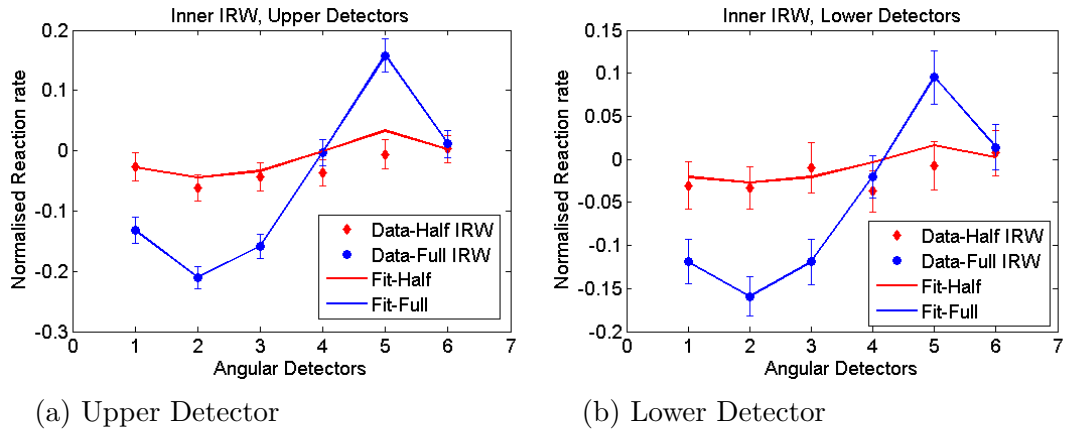 Inner IRW, Upper Detectors
Normalised Reaction rate
0.2
0.1
0
-0.1
-0.2
-0.3
0 1 2 3 4 5 6 7
Angular Detectors
Data-Half IRW
Data-Full IRW
Fit-Half
Fit-Full
(a) Upper Detector
Inner IRW, Lower Detectors
Normalised Reaction rate
0.15
0.1
0.05
0
-0.05
-0.1
-0.15
-0.2
0 1 2 3 4 5 6 7
Angular Detectors
Data-Half IRW
Data-Full IRW
Fit-Half
Fit-Full
(b) Lower Detector